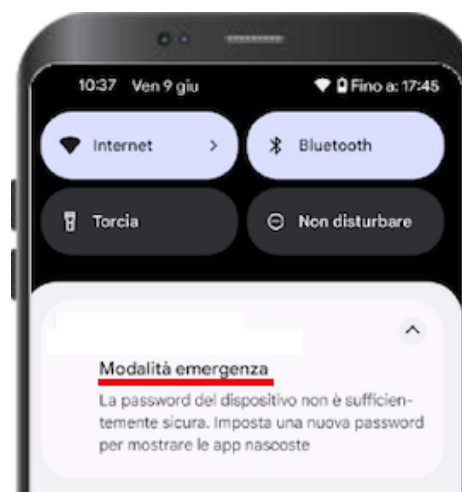 10:37 Ven 9 giu Fino a: 17:45
Internet Bluetooth
Torcia Non disturbare
Modalità emergenza
La password del dispositivo non è sufficien-
temente sicura. Imposta una nuova password
per mostrare le app nascoste